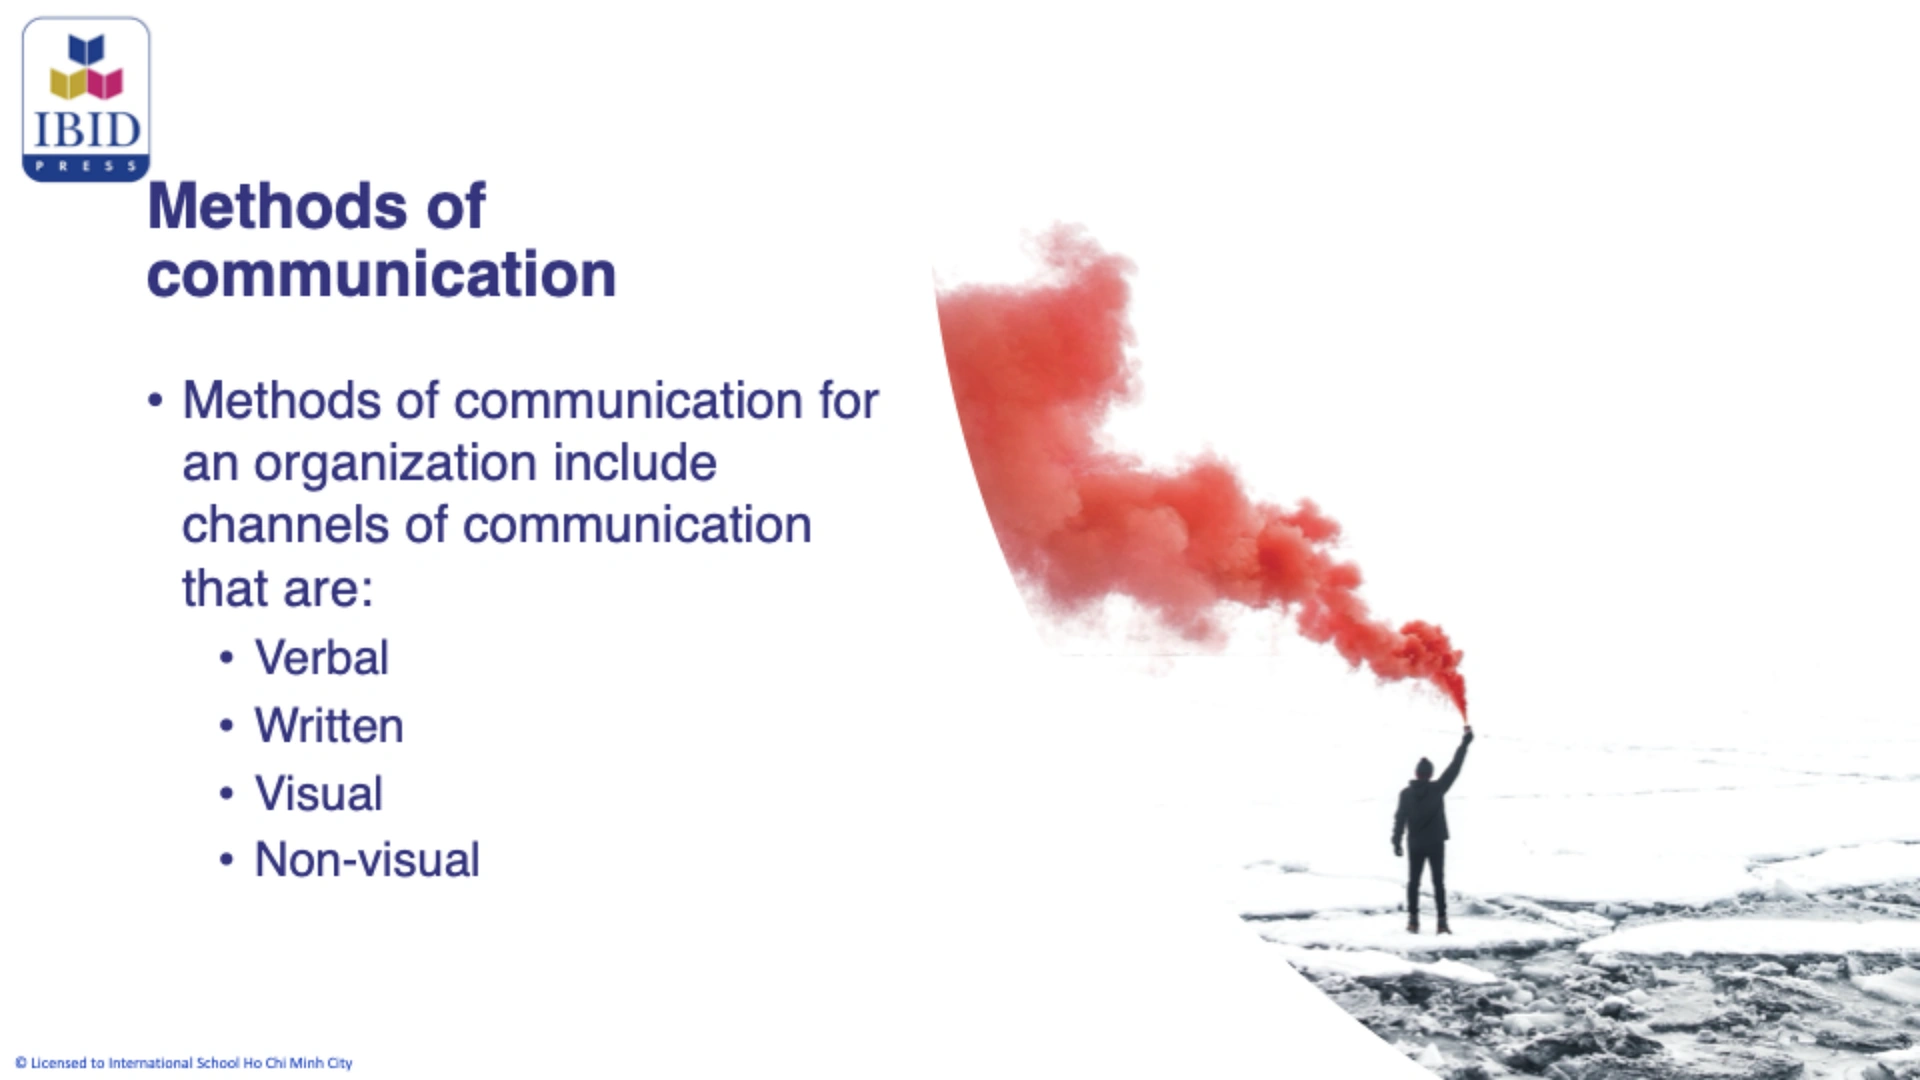 IBID
PRESS
Methods of
communication
• Methods of communication for
an organization include
channels of communication
that are:
• Verbal
• Written
• Visual
• Non-visual
© Licensed to International School Ho Chi Minh City